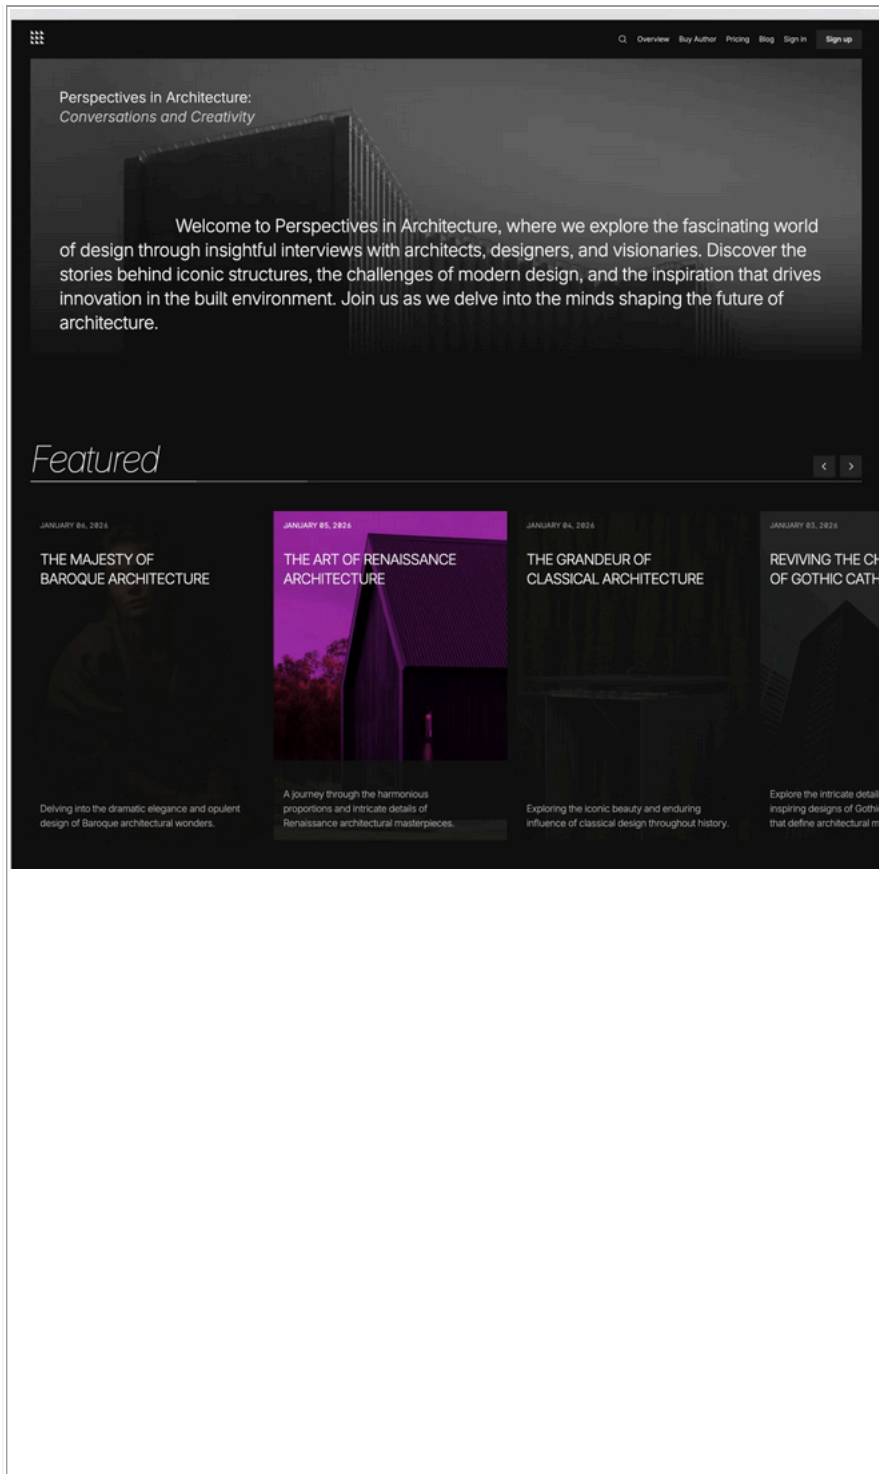 Overview Buy Author Pricing Blog Sign in Sign up
Perspectives in Architecture:
Conversations and Creativity
Welcome to Perspectives in Architecture, where we explore the fascinating world
of design through insightful interviews with architects, designers, and visionaries. Discover the
stories behind iconic structures, the challenges of modern design, and the inspiration that drives
innovation in the built environment. Join us as we delve into the minds shaping the future of
architecture.
Featured
JANUARY 06, 2026
THE MAJESTY OF
BAROQUE ARCHITECTURE
Delving into the dramatic elegance and opulent
design of Baroque architectural wonders.
JANUARY 05, 2026
THE ART OF RENAISSANCE
ARCHITECTURE
A journey through the harmonious
proportions and intricate details of
Renaissance architectural masterpieces.
JANUARY 04, 2026
THE GRANDEUR OF
CLASSICAL ARCHITECTURE
Exploring the iconic beauty and enduring
influence of classical design throughout history.
JANUARY 03, 2026
REVIVING THE CH
OF GOTHIC CATH
Explore the intricate detail
inspiring designs of Gothi
that define architectural m